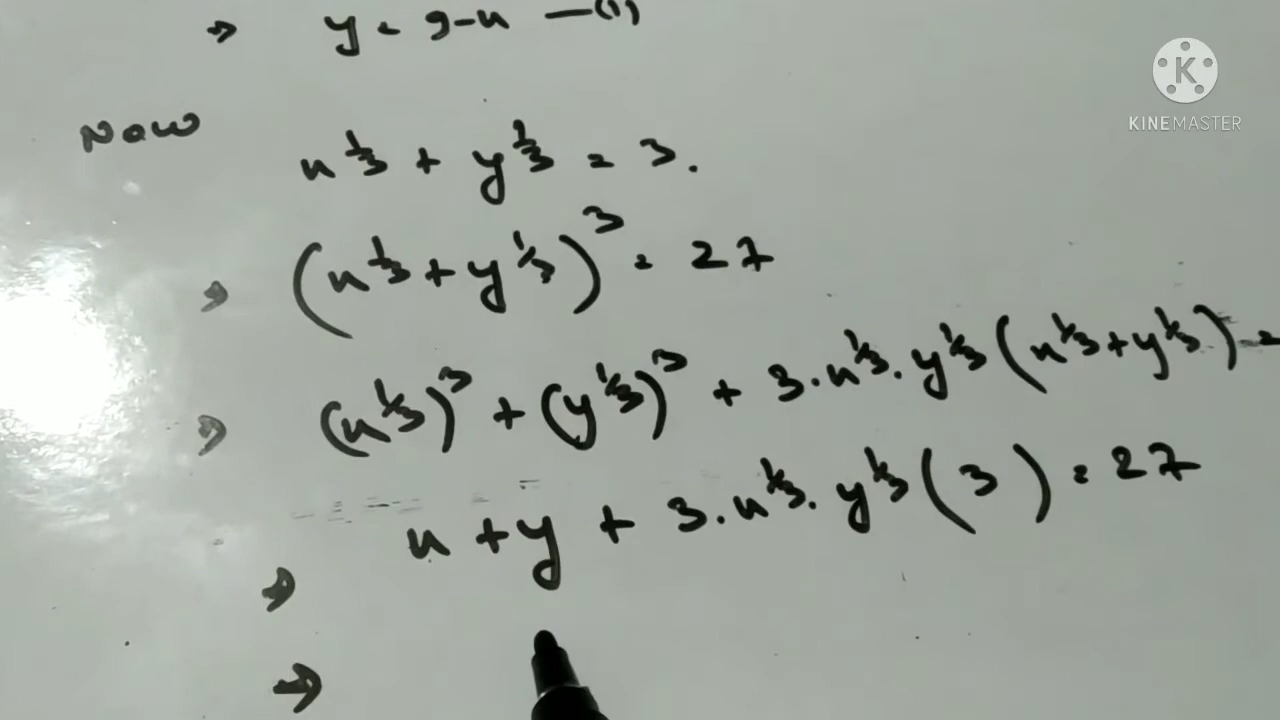 ⇒ y = 9-x —(1)
Now
x^{1/3} + y^{1/3} = 3.
⇒ (x^{1/3} + y^{1/3})^3 = 27
⇒ (x^{1/3})^3 + (y^{1/3})^3 + 3.x^{1/3}.y^{1/3}(x^{1/3}+y^{1/3}) =
⇒ x + y + 3.x^{1/3}.y^{1/3}(3) = 27
⇒
K
KINEMASTER